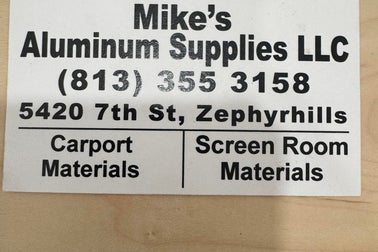 Mike's
Aluminum Supplies LLC
(813) 355 3158
5420 7th St, Zephyrhills
Carport
Materials
Screen Room
Materials